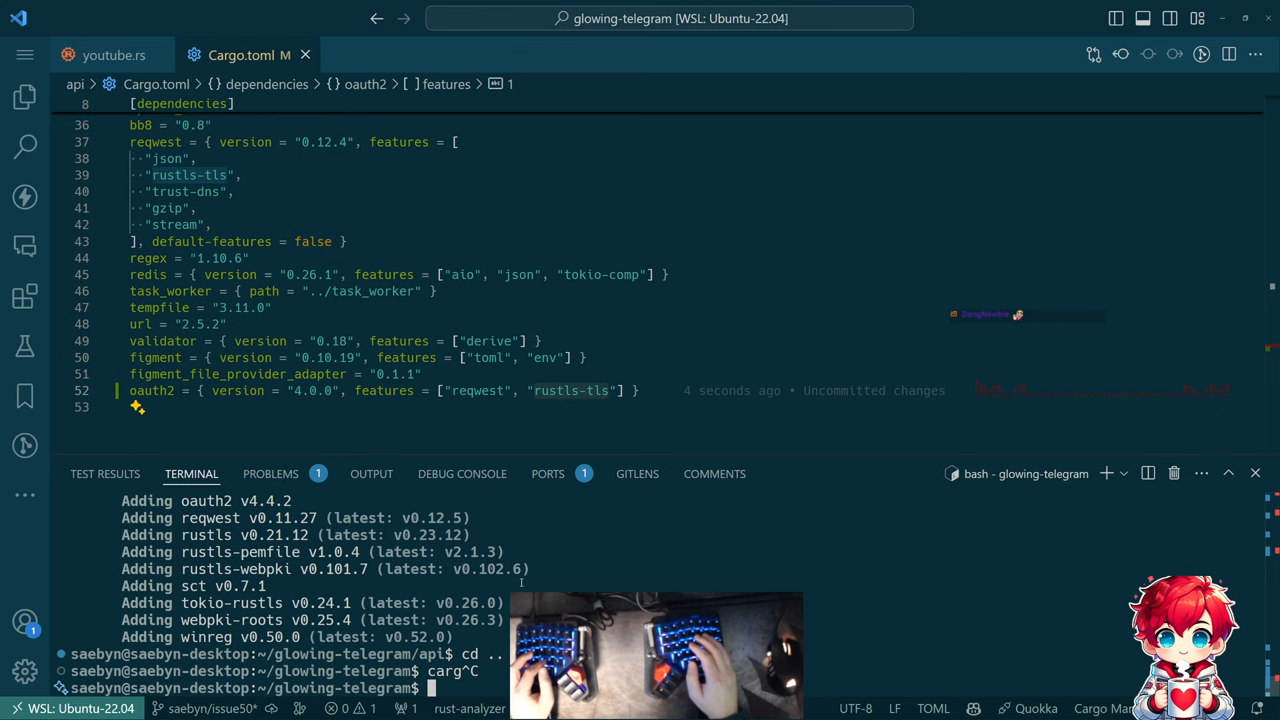 glowing-telegram [WSL: Ubuntu-22.04]
youtube.rs
Cargo.toml M
api > Cargo.toml > {} dependencies > {} oauth2 > [ ] features > 1
8 [dependencies]
36 bb8 = "0.8"
37 reqwest = { version = "0.12.4", features = [
38 "json",
39 "rustls-tls",
40 "trust-dns",
41 "gzip",
42 "stream",
43 ], default-features = false }
44 regex = "1.10.6"
45 redis = { version = "0.26.1", features = ["aio", "json", "tokio-comp"] }
46 task_worker = { path = "../task_worker" }
47 tempfile = "3.11.0"
48 url = "2.5.2"
49 validator = { version = "0.18", features = ["derive"] }
50 figment = { version = "0.10.19", features = ["toml", "env"] }
51 figment_file_provider_adapter = "0.1.1"
52 oauth2 = { version = "4.0.0", features = ["reqwest", "rustls-tls"] } 4 seconds ago • Uncommitted changes
53
TEST RESULTS TERMINAL PROBLEMS 1 OUTPUT DEBUG CONSOLE PORTS 1 GITLENS COMMENTS bash - glowing-telegram
Adding oauth2 v4.4.2
Adding reqwest v0.11.27 (latest: v0.12.5)
Adding rustls v0.21.12 (latest: v0.23.12)
Adding rustls-pemfile v1.0.4 (latest: v2.1.3)
Adding rustls-webpki v0.101.7 (latest: v0.102.6)
Adding sct v0.7.1
Adding tokio-rustls v0.24.1 (latest: v0.26.0)
Adding webpki-roots v0.25.4 (latest: v0.26.3)
Adding winreg v0.50.0 (latest: v0.52.0)
saebyn@saebyn-desktop:~/glowing-telegram/api$ cd ..
saebyn@saebyn-desktop:~/glowing-telegram$ carg^C
saebyn@saebyn-desktop:~/glowing-telegram$
1
WSL: Ubuntu-22.04 saebyn/issue50* 0 1 1 rust-analyzer UTF-8 LF TOML Quokka Cargo